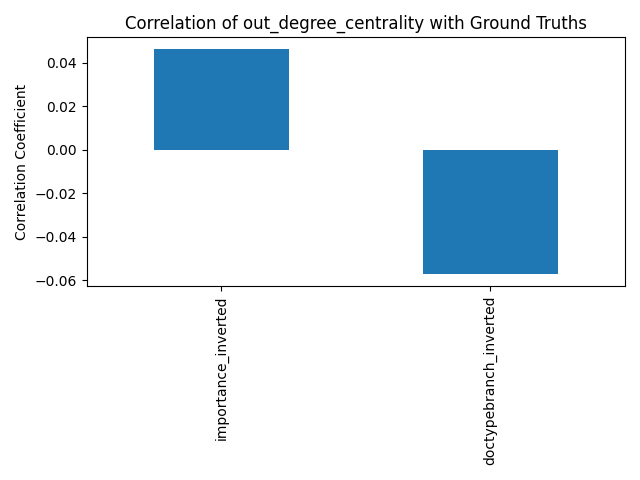 Correlation of out_degree_centrality with Ground Truths
Correlation Coefficient
0.04
0.02
0.00
−0.02
−0.04
−0.06
importance_inverted
doctypebranch_inverted